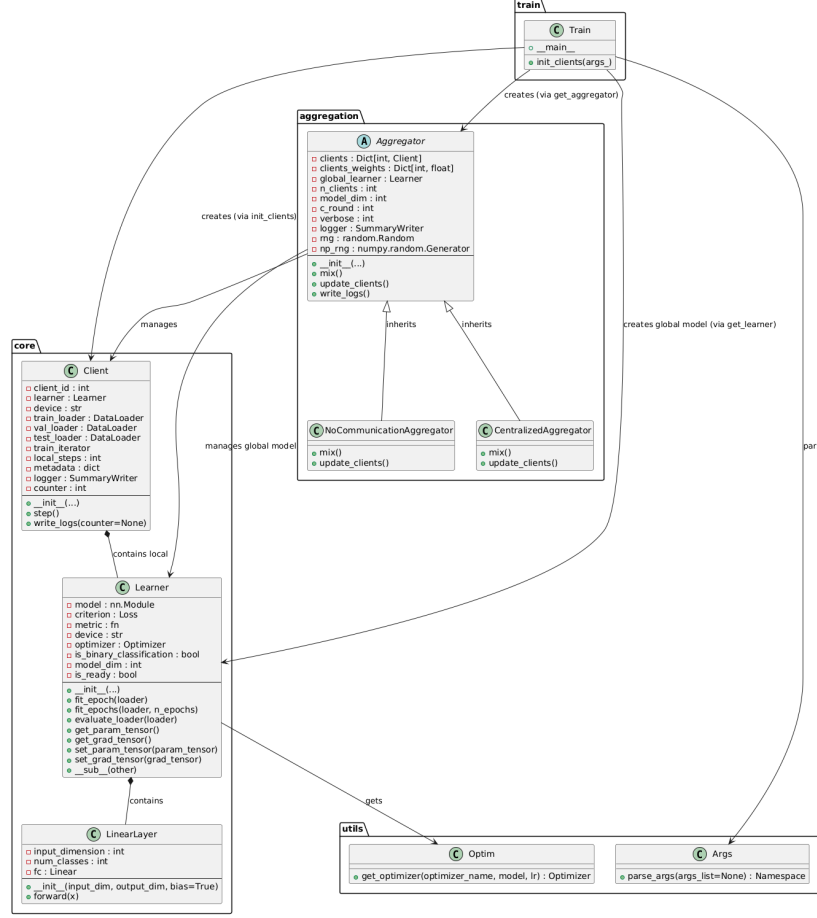 train
C Train
__main__
init_clients(args_)
creates (via get_aggregator)
aggregation
A Aggregator
clients : Dict[int, Client]
clients_weights : Dict[int, float]
global_learner : Learner
n_clients : int
model_dim : int
c_round : int
verbose : int
logger : SummaryWriter
rng : random.Random
np_rng : numpy.random.Generator
__init__(...)
mix()
update_clients()
write_logs()
creates (via init_clients)
manages
inherits
inherits
creates global model (via get_learner)
core
C Client
client_id : int
learner : Learner
device : str
train_loader : DataLoader
val_loader : DataLoader
test_loader : DataLoader
train_iterator
local_steps : int
metadata : dict
logger : SummaryWriter
counter : int
__init__(...)
step()
write_logs(counter=None)
C NoCommunicationAggregator
mix()
update_clients()
C CentralizedAggregator
mix()
update_clients()
manages global model
par
contains local
C Learner
model : nn.Module
criterion : Loss
metric : fn
device : str
optimizer : Optimizer
is_binary_classification : bool
model_dim : int
is_ready : bool
__init__(...)
fit_epoch(loader)
fit_epochs(loader, n_epochs)
evaluate_loader(loader)
get_param_tensor()
get_grad_tensor()
set_param_tensor(param_tensor)
set_grad_tensor(grad_tensor)
__sub__(other)
contains
gets
C LinearLayer
input_dimension : int
num_classes : int
fc : Linear
__init__(input_dim, output_dim, bias=True)
forward(x)
utils
C Optim
get_optimizer(optimizer_name, model, lr) : Optimizer
C Args
parse_args(args_list=None) : Namespace